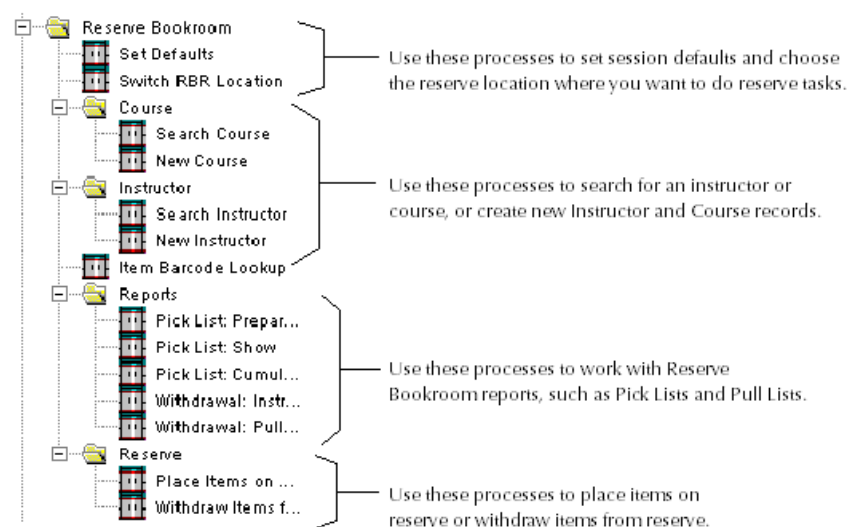 Reserve Bookroom
Set Defaults
Switch RBR Location
Use these processes to set session defaults and choose
the reserve location where you want to do reserve tasks.
Course
Search Course
New Course
Instructor
Search Instructor
New Instructor
Item Barcode Lookup
Use these processes to search for an instructor or
course, or create new Instructor and Course records.
Reports
Pick List: Prepar...
Pick List: Show
Pick List: Cumul...
Withdrawal: Instr...
Withdrawal: Pull...
Use these processes to work with Reserve
Bookroom reports, such as Pick Lists and Pull Lists.
Reserve
Place Items on ...
Withdraw Items f...
Use these processes to place items on
reserve or withdraw items from reserve.